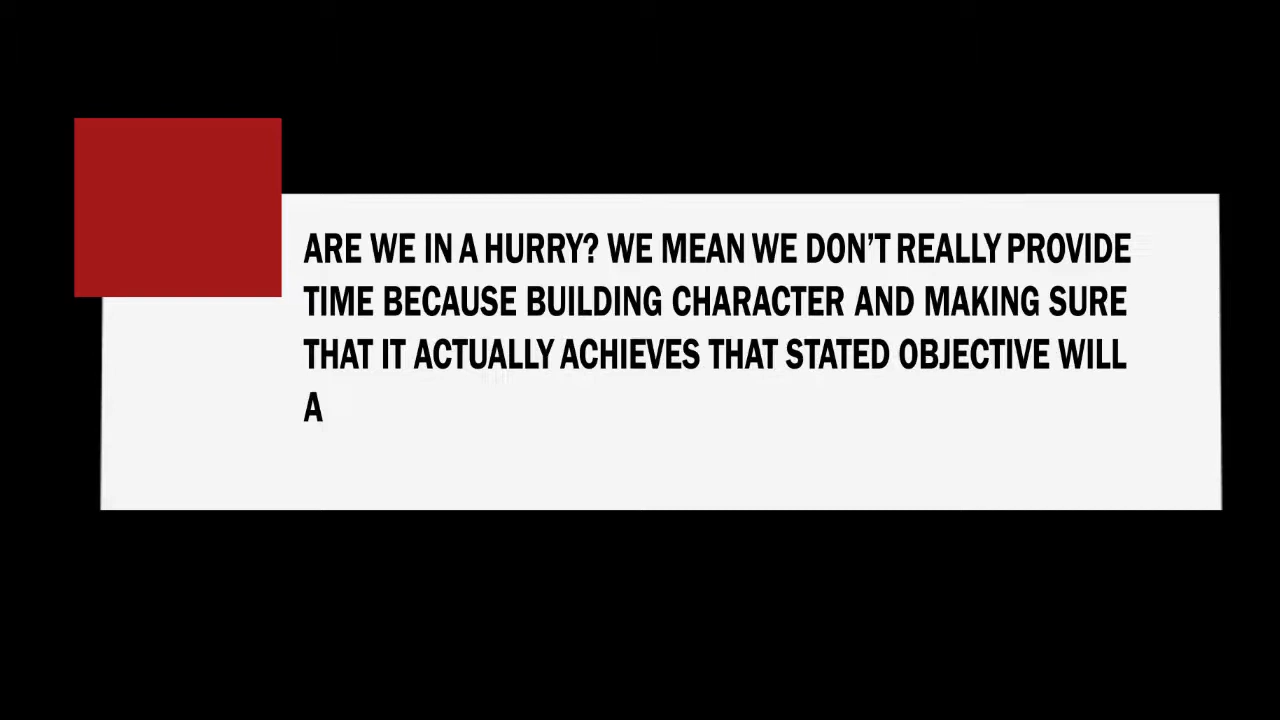 ARE WE IN A HURRY? WE MEAN WE DON’T REALLY PROVIDE
TIME BECAUSE BUILDING CHARACTER AND MAKING SURE
THAT IT ACTUALLY ACHIEVES THAT STATED OBJECTIVE WILL
A